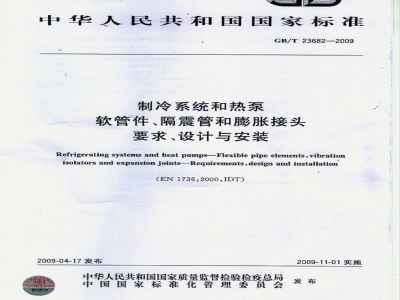 中华人民共和国国家标准
GB/T 23682—2009
制冷系统和热泵
软管件、隔震管和膨胀接头
要求、设计与安装
Refrigerating systems and heat pumps—Flexible pipe elements,vibration
isolators and expansion joints—Requirements,design and installation
(EN 1736:2000,IDT)
2009-04-17 发布
2009-11-01 实施
中华人民共和国国家质量监督检验检疫总局
中国国家标准化管理委员会
发布